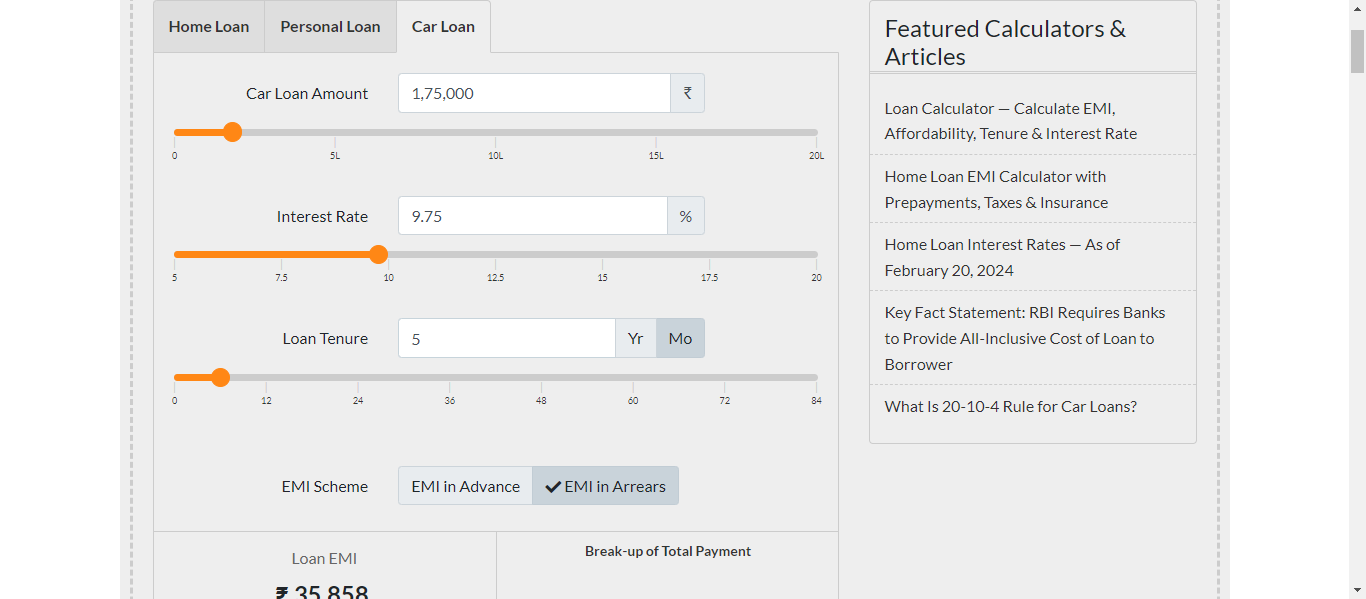 Home Loan
Personal Loan
Car Loan
Car Loan Amount
1,75,000
₹
0
5L
10L
15L
20L
Interest Rate
9.75
%
5
7.5
10
12.5
15
17.5
20
Loan Tenure
5
Yr
Mo
0
12
24
36
48
60
72
84
EMI Scheme
EMI in Advance
EMI in Arrears
Loan EMI
₹ 35,858
Break-up of Total Payment
Featured Calculators &
Articles
Loan Calculator — Calculate EMI,
Affordability, Tenure & Interest Rate
Home Loan EMI Calculator with
Prepayments, Taxes & Insurance
Home Loan Interest Rates — As of
February 20, 2024
Key Fact Statement: RBI Requires Banks
to Provide All-Inclusive Cost of Loan to
Borrower
What Is 20-10-4 Rule for Car Loans?